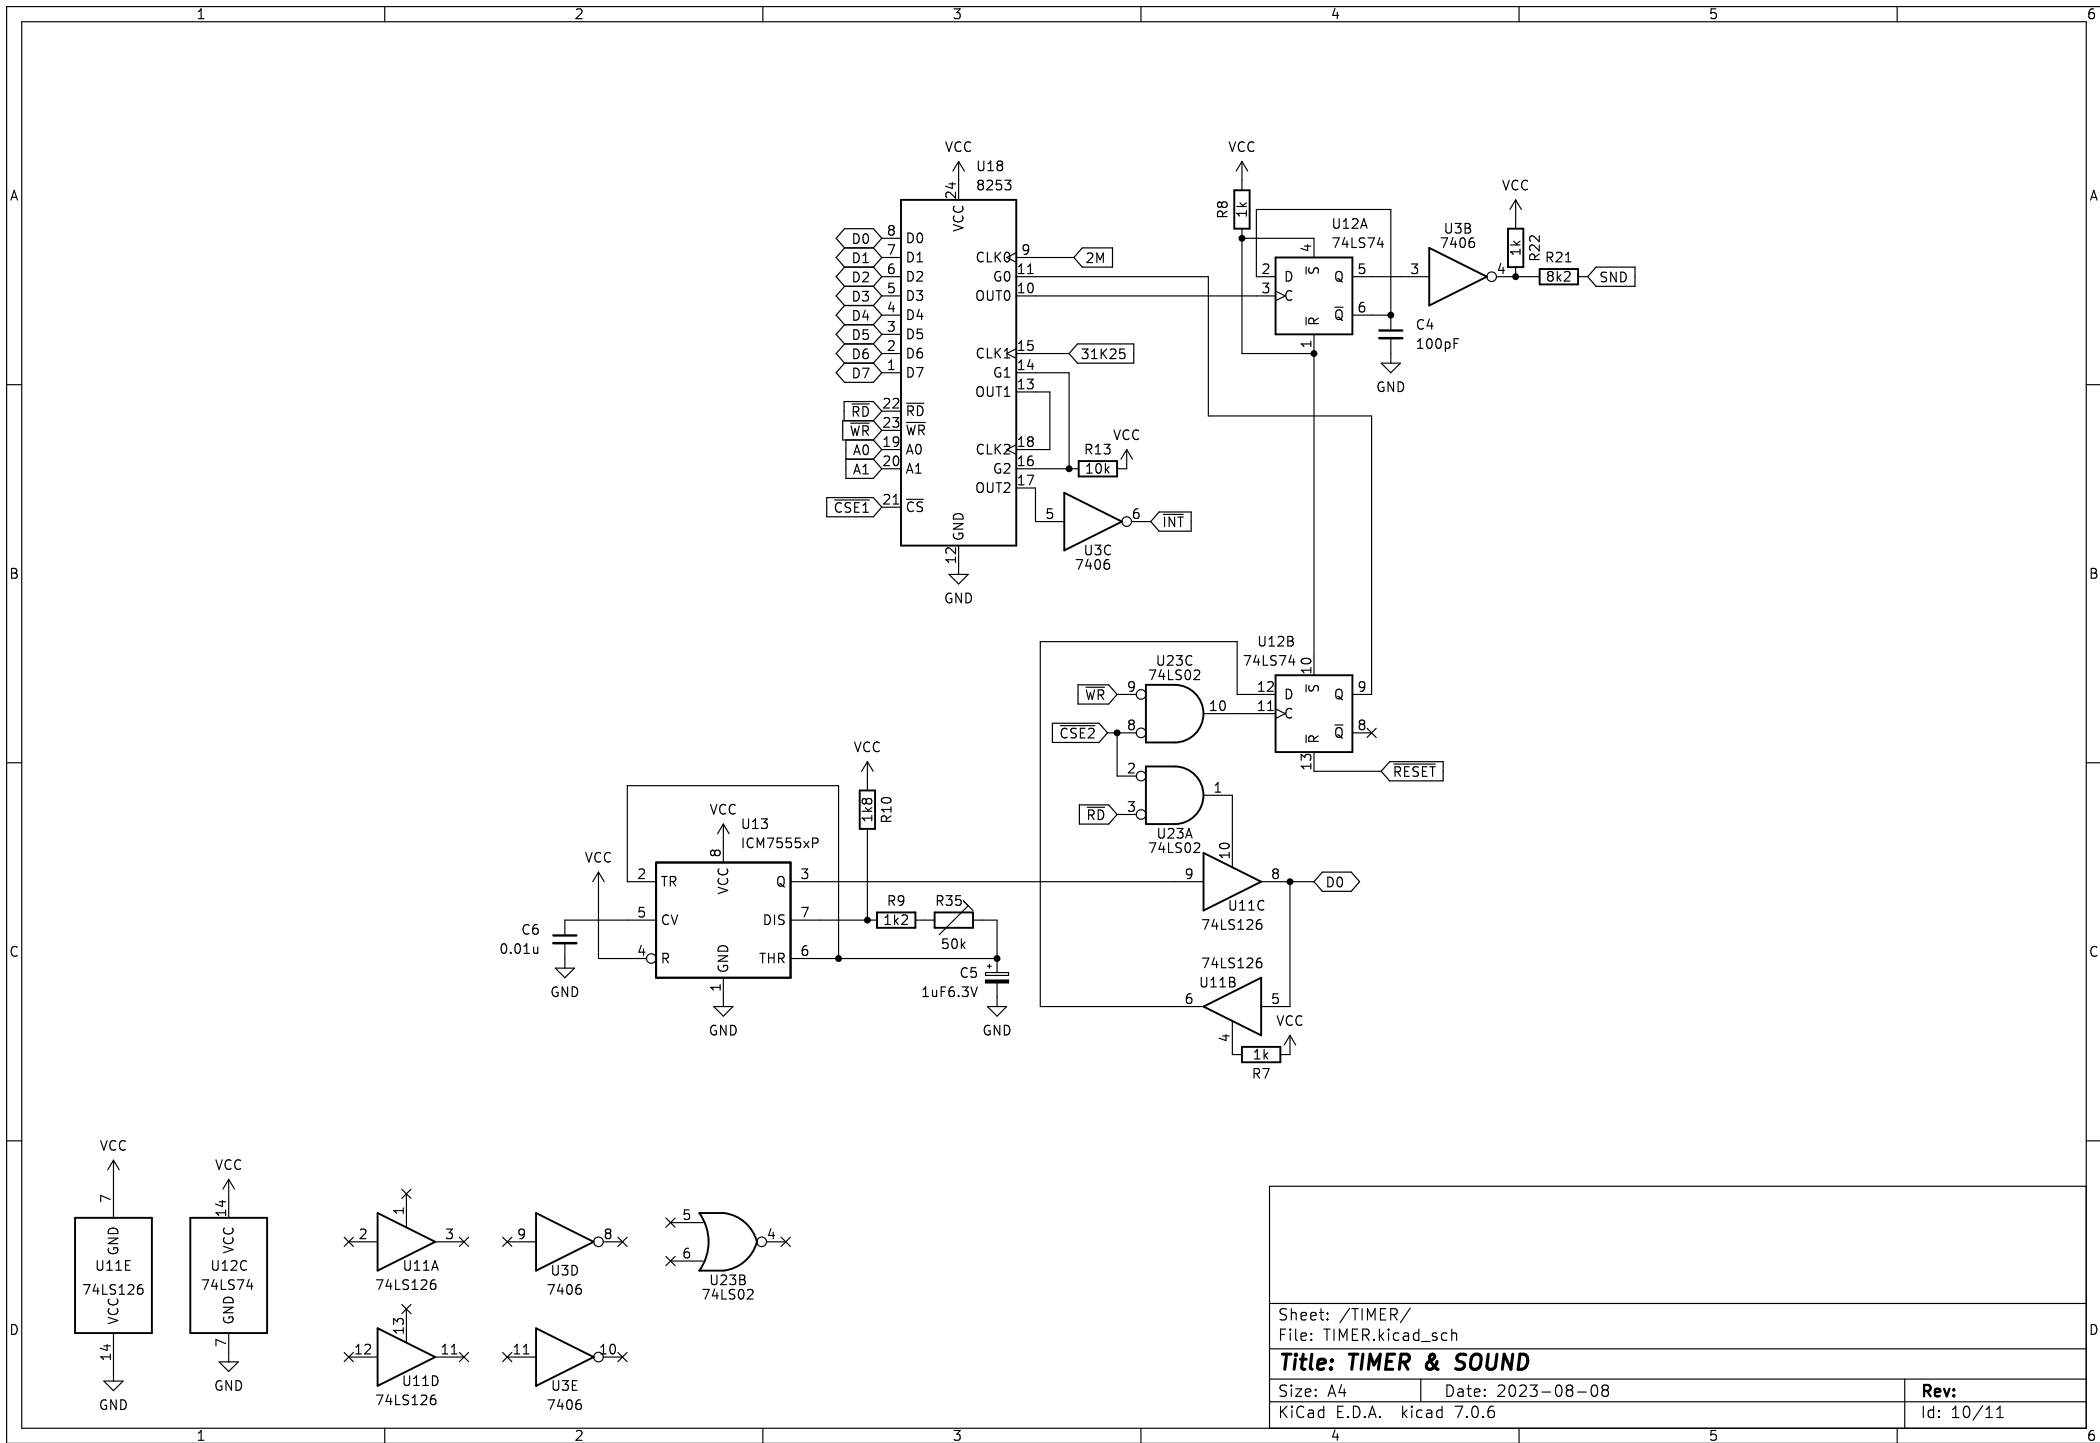 1 2 3 4 5 6
A A
B B
C C
D D
VCC
U18
8253
24
VCC
D0 8 D0
D1 7 D1
D2 6 D2
D3 5 D3
D4 4 D4
D5 3 D5
D6 2 D6
D7 1 D7
RD 22 RD
WR 23 WR
A0 19 A0
A1 20 A1
CSE1 21 CS
CLK0 9 2M
G0 11
OUT0 10
CLK1 15 31K25
G1 14
OUT1 13
CLK2 18
G2 16
OUT2 17
GND
12
GND
R13
10k
VCC
5 6 INT
U3C
7406
VCC
R8
1k
U12A
74LS74
4
2 D S Q 5
3 C
R Q 6
1
C4
100pF
GND
U3B
7406
3 4
VCC
1k
R22
R21
8k2
SND
U12B
74LS74
10
12 D S Q 9
11 C
R Q 8
13
RESET
U23C
74LS02
WR 9
CSE2 8
10
2
RD 3
1
U23A
74LS02
VCC
1k8
R10
VCC
U13
ICM7555xP
8
VCC
VCC
2 TR
5 CV
4 R
Q 3
DIS 7
THR 6
GND
1
GND
C6
0.01u
GND
R9
1k2
R35
50k
C5
1uF6.3V
+
GND
10
9 8 D0
U11C
74LS126
74LS126
U11B
6 5
4
VCC
1k
R7
VCC
7
GND
U11E
74LS126
VCC
14
GND
VCC
14
VCC
U12C
74LS74
GND
7
GND
1
2 3
U11A
74LS126
13
12 11
U11D
74LS126
9 8
U3D
7406
11 10
U3E
7406
5
6
4
U23B
74LS02
Sheet: /TIMER/
File: TIMER.kicad_sch
Title: TIMER & SOUND
Size: A4 Date: 2023-08-08 Rev:
KiCad E.D.A. kicad 7.0.6 Id: 10/11
1 2 3 4 5 6